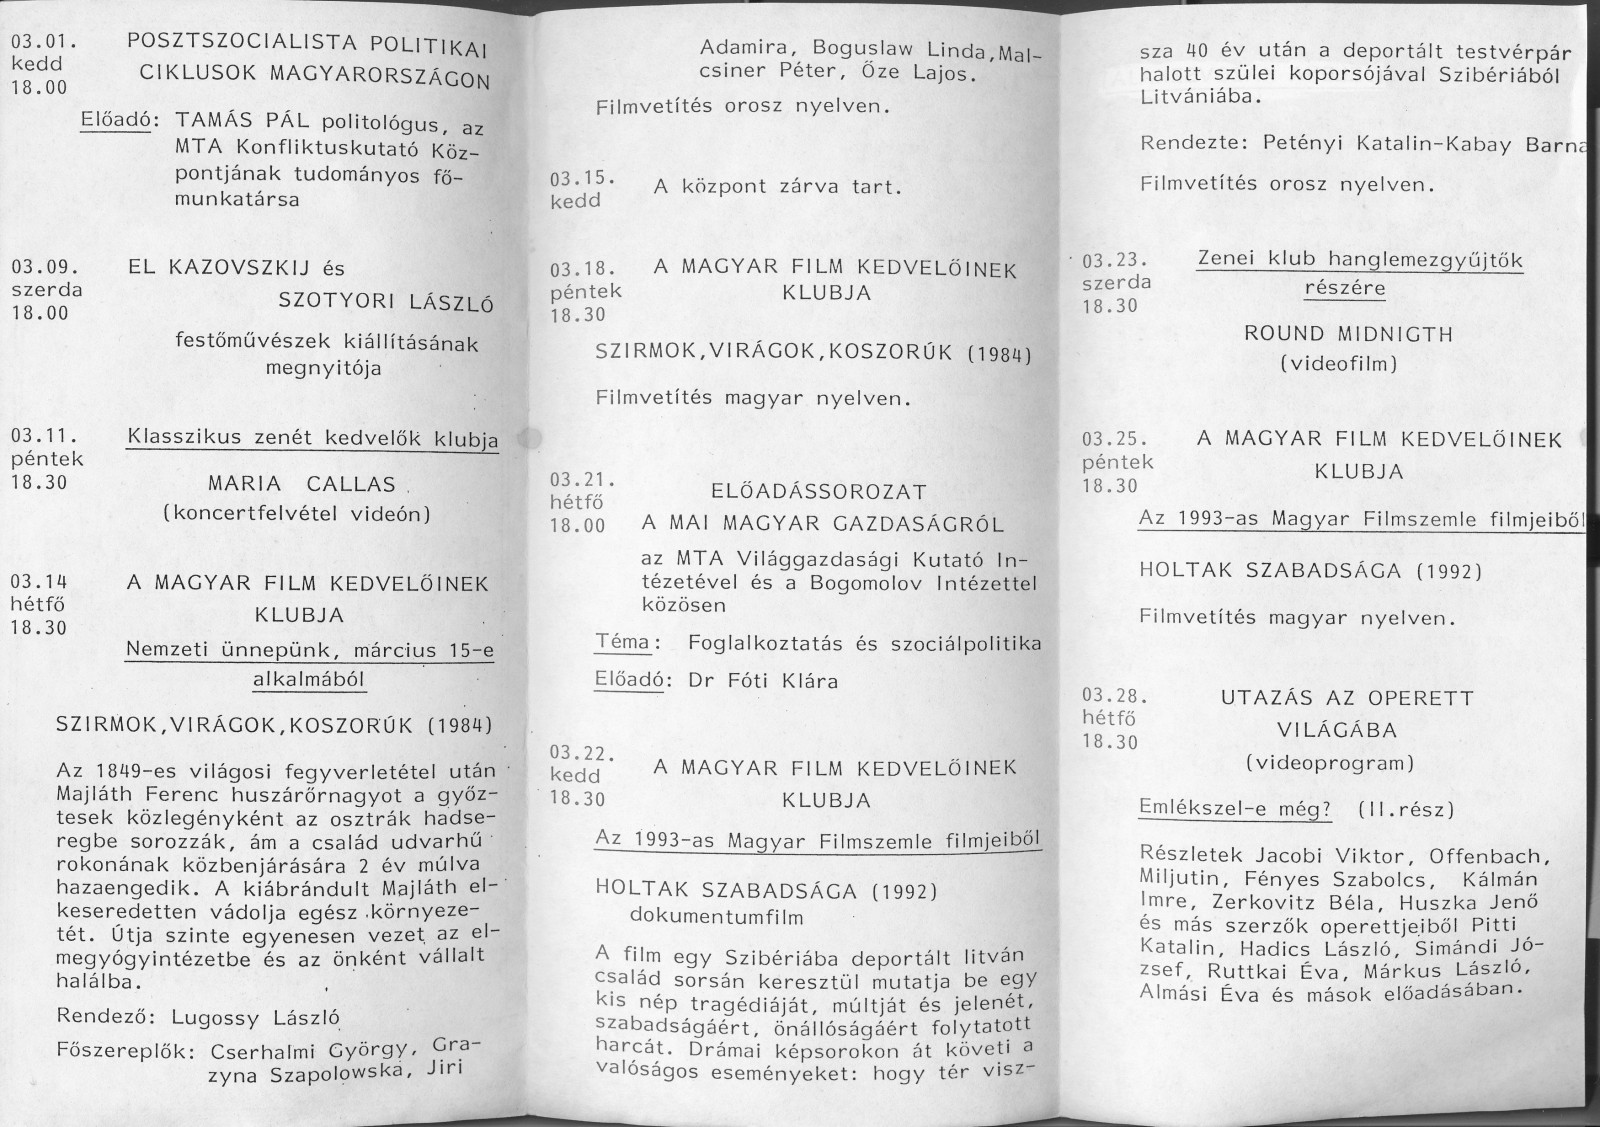 03.01.
kedd
18.00
POSZTSZOCIALISTA POLITIKAI
CIKLUSOK MAGYARORSZÁGON
Előadó: TAMÁS PÁL politológus, az
MTA Konfliktuskutató Köz-
pontjának tudományos fő-
munkatársa
03.09.
szerda
18.00
EL KAZOVSZKIJ és
SZOTYORI LÁSZLÓ
festőművészek kiállításának
megnyitója
03.11.
péntek
18.30
Klasszikus zenét kedvelők klubja
MARIA CALLAS
(koncertfelvétel videón)
03.14
hétfő
18.30
A MAGYAR FILM KEDVELŐINEK
KLUBJA
Nemzeti ünnepünk, március 15-e
alkalmából
SZIRMOK,VIRÁGOK,KOSZORÚK (1984)
Az 1849-es világosi fegyverletétel után
Majláth Ferenc huszárőrnagyot a győz-
tesek közlegényként az osztrák hadse-
regbe sorozzák, ám a család udvarhű
rokonának közbenjárására 2 év múlva
hazaengedik. A kiábrándult Majláth el-
keseredetten vádolja egész környeze-
tét. Útja szinte egyenesen vezet az el-
megyógyintézetbe és az önként vállalt
halálba.
Rendező: Lugossy László
Főszereplők: Cserhalmi György, Gra-
zyna Szapolowska, Jiri
Adamira, Boguslaw Linda,Mal-
csiner Péter, Őze Lajos.
Filmvetítés orosz nyelven.
03.15.
kedd
A központ zárva tart.
03.18.
péntek
18.30
A MAGYAR FILM KEDVELŐINEK
KLUBJA
SZIRMOK,VIRÁGOK,KOSZORÚK (1984)
Filmvetítés magyar nyelven.
03.21.
hétfő
18.00
ELŐADÁSSOROZAT
A MAI MAGYAR GAZDASÁGRÓL
az MTA Világgazdasági Kutató In-
tézetével és a Bogomolov Intézettel
közösen
Téma: Foglalkoztatás és szociálpolitika
Előadó: Dr Fóti Klára
03.22.
kedd
18.30
A MAGYAR FILM KEDVELŐINEK
KLUBJA
Az 1993-as Magyar Filmszemle filmjeiből
HOLTAK SZABADSÁGA (1992)
dokumentumfilm
A film egy Szibériába deportált litván
család sorsán keresztül mutatja be egy
kis nép tragédiáját, múltját és jelenét,
szabadságáért, önállóságáért folytatott
harcát. Drámai képsorokon át követi a
valóságos eseményeket: hogy tér visz-
sza 40 év után a deportált testvérpár
halott szülei koporsójával Szibériából
Litvániába.
Rendezte: Petényi Katalin-Kabay Barna
Filmvetítés orosz nyelven.
03.23.
szerda
18.30
Zenei klub hanglemezgyűjtők
részére
ROUND MIDNIGTH
(videofilm)
03.25.
péntek
18.30
A MAGYAR FILM KEDVELŐINEK
KLUBJA
Az 1993-as Magyar Filmszemle filmjeiből
HOLTAK SZABADSÁGA (1992)
Filmvetítés magyar nyelven.
03.28.
hétfő
18.30
UTAZÁS AZ OPERETT
VILÁGÁBA
(videoprogram)
Emlékszel-e még? (II.rész)
Részletek Jacobi Viktor, Offenbach,
Miljutin, Fényes Szabolcs, Kálmán
Imre, Zerkovitz Béla, Huszka Jenő
és más szerzők operettjeiből Pitti
Katalin, Hadics László, Simándi Jó-
zsef, Ruttkai Éva, Márkus László,
Almási Éva és mások előadásában.